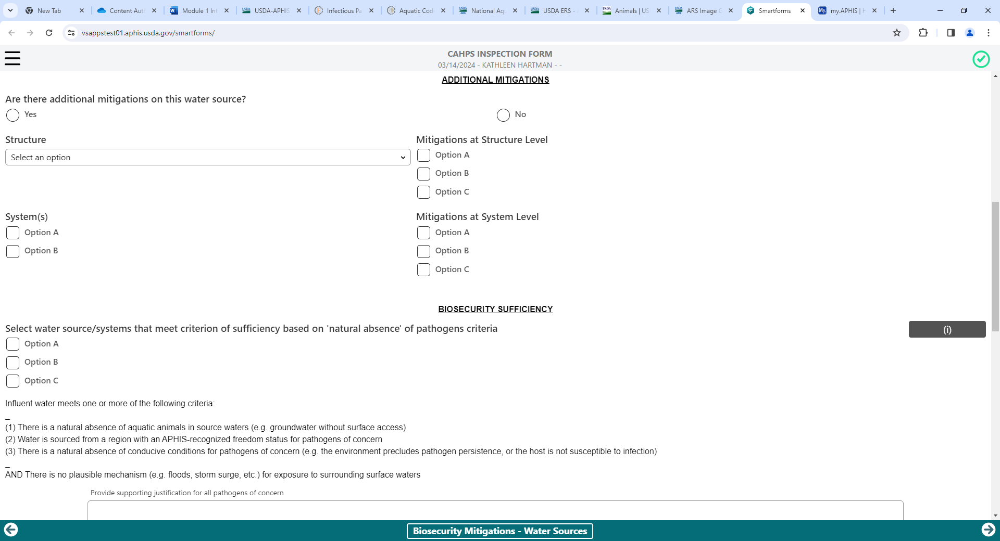 New Tab
Content Aut
Module 1 Int
USDA-APHIS
Infectious Pa
Aquatic Cod
National Aqu
USDA ERS -
Animals | US
ARS Image G
Smartforms
my.APHIS | H
vsappstest01.aphis.usda.gov/smartforms/
CAHPS INSPECTION FORM
03/14/2024 - KATHLEEN HARTMAN - -
ADDITIONAL MITIGATIONS
Are there additional mitigations on this water source?
Yes
No
Structure
Select an option
Mitigations at Structure Level
Option A
Option B
Option C
System(s)
Option A
Option B
Mitigations at System Level
Option A
Option B
Option C
BIOSECURITY SUFFICIENCY
Select water source/systems that meet criterion of sufficiency based on 'natural absence' of pathogens criteria
(i)
Option A
Option B
Option C
Influent water meets one or more of the following criteria:
_
(1) There is a natural absence of aquatic animals in source waters (e.g. groundwater without surface access)
(2) Water is sourced from a region with an APHIS-recognized freedom status for pathogens of concern
(3) There is a natural absence of conducive conditions for pathogens of concern (e.g. the environment precludes pathogen persistence, or the host is not susceptible to infection)
_
AND There is no plausible mechanism (e.g. floods, storm surge, etc.) for exposure to surrounding surface waters
Provide supporting justification for all pathogens of concern
Biosecurity Mitigations - Water Sources